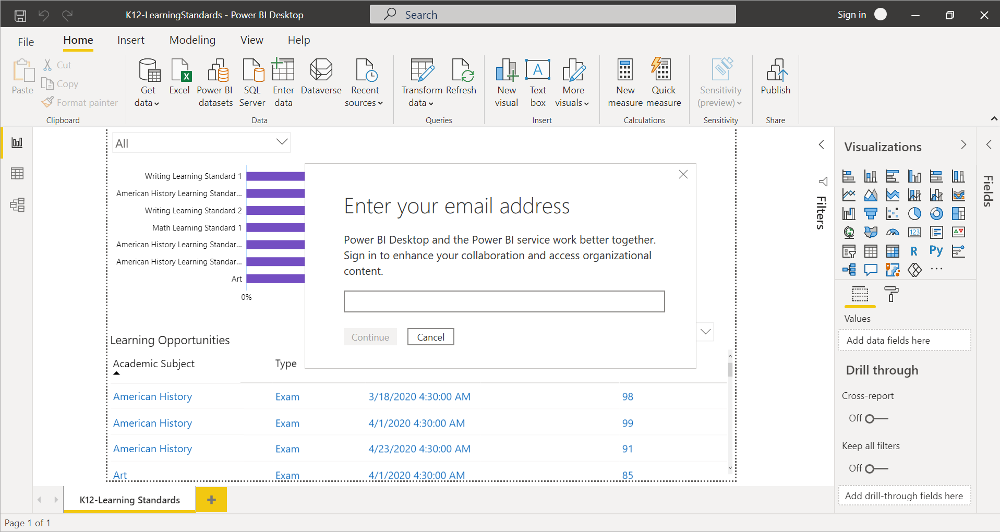 K12-LearningStandards - Power BI Desktop
Search
Sign in
File
Home
Insert
Modeling
View
Help
Paste
Cut
Copy
Format painter
Clipboard
Get
data
Excel
Power BI
datasets
SQL
Server
Enter
data
Dataverse
Recent
sources
Data
Transform
data
Refresh
Queries
New
visual
A
Text
box
More
visuals
Insert
New
measure
Quick
measure
Calculations
Sensitivity
(preview)
Sensitivity
Publish
Share
All
Writing Learning Standard 1
American History Learning Standar...
Writing Learning Standard 2
Math Learning Standard 1
American History Learning Standar...
American History Learning Standar...
Art
0%
Enter your email address
Power BI Desktop and the Power BI service work better together.
Sign in to enhance your collaboration and access organizational
content.
Continue
Cancel
Learning Opportunities
Academic Subject
Type
American History Exam 3/18/2020 4:30:00 AM 98
American History Exam 4/1/2020 4:30:00 AM 99
American History Exam 4/23/2020 4:30:00 AM 91
Art Exam 4/1/2020 4:30:00 AM 85
Filters
Visualizations
123
R
Py
...
Values
Add data fields here
Drill through
Cross-report
Off
Keep all filters
Off
Add drill-through fields here
Fields
K12-Learning Standards
Page 1 of 1